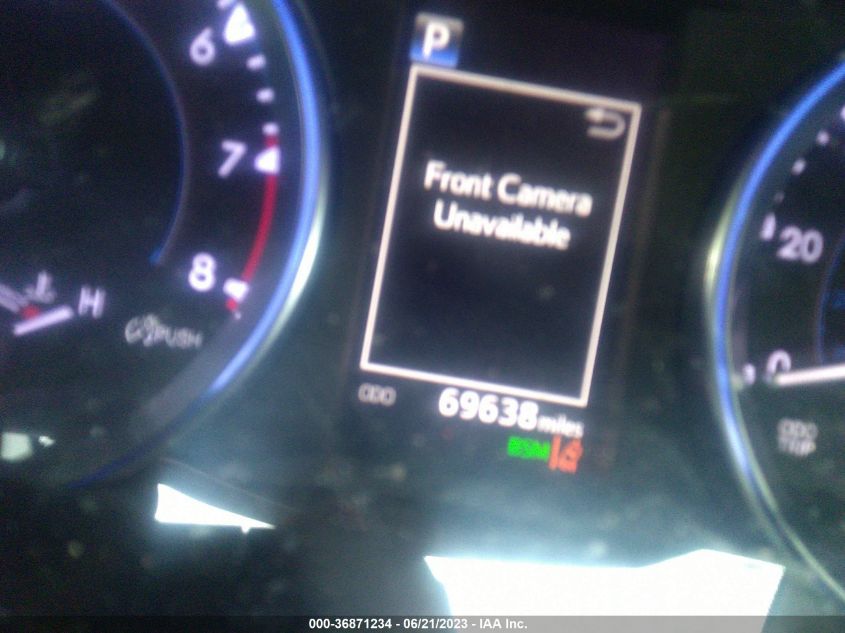 P
6
7
8
H
PUSH
Front Camera
Unavailable
ODO
69638 miles
BSM
20
0
ODO
TRIP
000-36871234 - 06/21/2023 - IAA Inc.